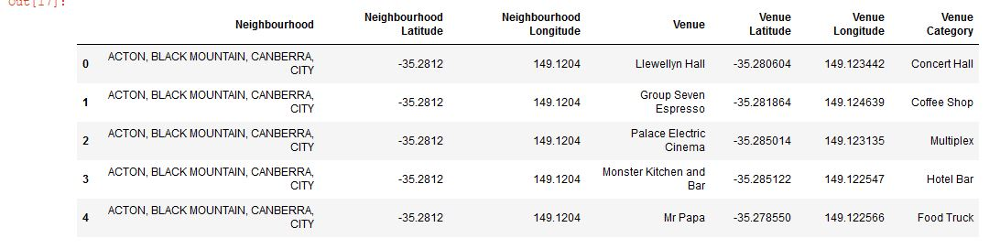 Out[17]:
Neighbourhood Neighbourhood Latitude Neighbourhood Longitude Venue Venue Latitude Venue Longitude Venue Category
0 ACTON, BLACK MOUNTAIN, CANBERRA, CITY -35.2812 149.1204 Llewellyn Hall -35.280604 149.123442 Concert Hall
1 ACTON, BLACK MOUNTAIN, CANBERRA, CITY -35.2812 149.1204 Group Seven Espresso -35.281864 149.124639 Coffee Shop
2 ACTON, BLACK MOUNTAIN, CANBERRA, CITY -35.2812 149.1204 Palace Electric Cinema -35.285014 149.123135 Multiplex
3 ACTON, BLACK MOUNTAIN, CANBERRA, CITY -35.2812 149.1204 Monster Kitchen and Bar -35.285122 149.122547 Hotel Bar
4 ACTON, BLACK MOUNTAIN, CANBERRA, CITY -35.2812 149.1204 Mr Papa -35.278550 149.122566 Food Truck